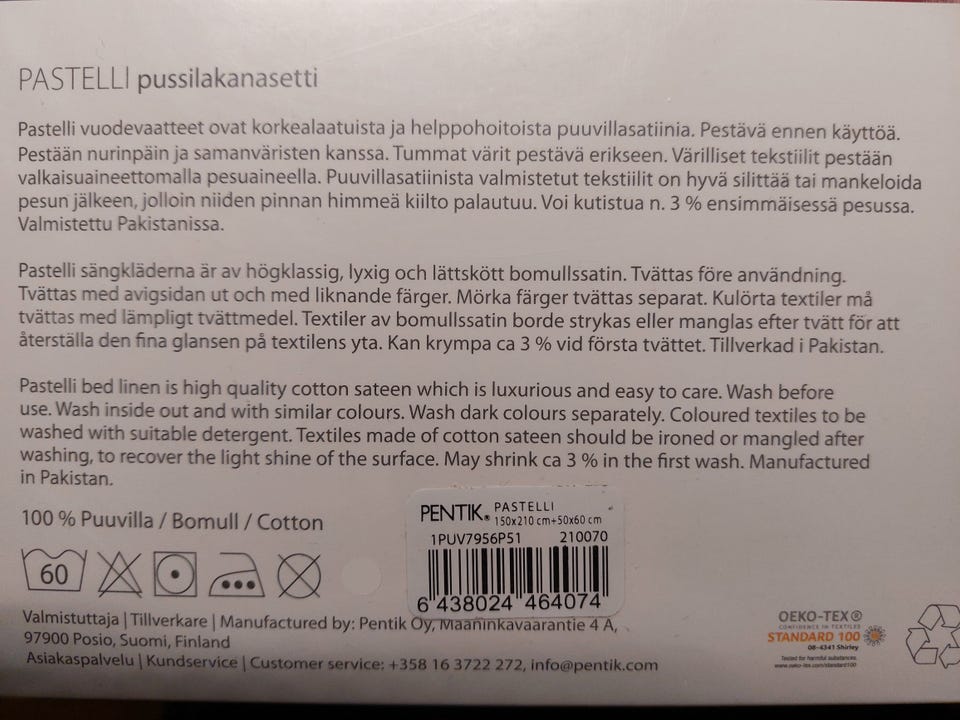 PASTELLI pussilakanasetti
Pastelli vuodevaatteet ovat korkealaatuista ja helppohoitoista puuvillasatiinia. Pestävä ennen käyttöä.
Pestään nurinpäin ja samanväristen kanssa. Tummat värit pestävä erikseen. Värilliset tekstiilit pestään
valkaisuaineettomalla pesuaineella. Puuvillasatiinista valmistetut tekstiilit on hyvä silittää tai mankeloida
pesun jälkeen, jolloin niiden pinnan himmeä kiilto palautuu. Voi kutistua n. 3 % ensimmäisessä pesussa.
Valmistettu Pakistanissa.
Pastelli sängkläderna är av högklassig, lyxig och lättskött bomullssatin. Tvättas före användning.
Tvättas med avigsidan ut och med liknande färger. Mörka färger tvättas separat. Kulörta textiler må
tvättas med lämpligt tvättmedel. Textiler av bomullssatin borde strykas eller manglas efter tvätt för att
återställa den fina glansen på textilens yta. Kan krympa ca 3 % vid första tvättet. Tillverkad i Pakistan.
Pastelli bed linen is high quality cotton sateen which is luxurious and easy to care. Wash before
use. Wash inside out and with similar colours. Wash dark colours separately. Coloured textiles to be
washed with suitable detergent. Textiles made of cotton sateen should be ironed or mangled after
washing, to recover the light shine of the surface. May shrink ca 3 % in the first wash. Manufactured
in Pakistan.
100 % Puuvilla / Bomull / Cotton
60
PENTIK® PASTELLI
150x210 cm+50x60 cm
1PUV7956P51 210070
6 438024 464074
Valmistuttaja | Tillverkare | Manufactured by: Pentik Oy, Maaninkavaarantie 4 A,
97900 Posio, Suomi, Finland
Asiakaspalvelu | Kundservice | Customer service: +358 16 3722 272, info@pentik.com
OEKO-TEX®
CONFIDENCE IN TEXTILES
STANDARD 100
08-4341 Shirley
Tested for harmful substances.
www.oeko-tex.com/standard100